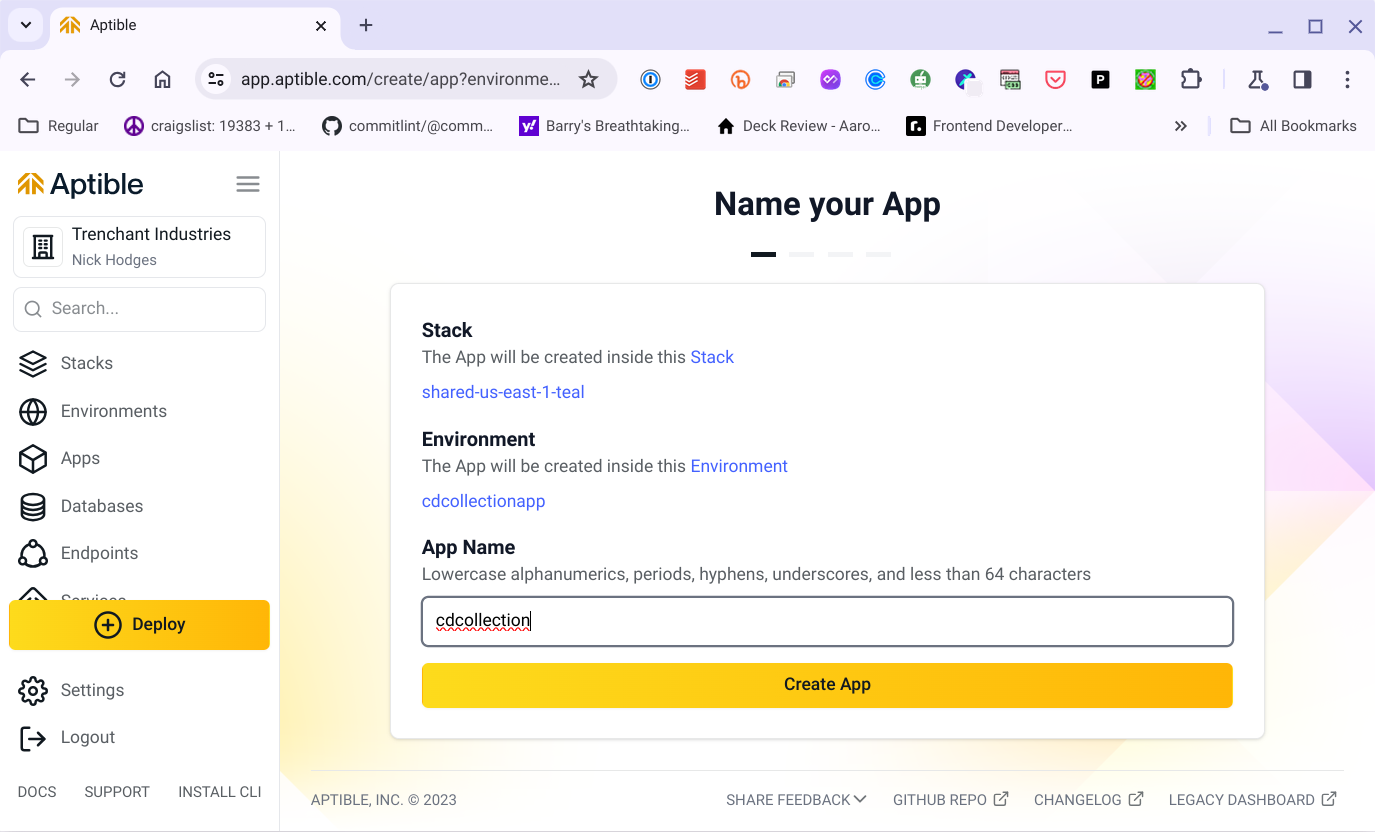 Aptible
app.aptible.com/create/app?environme...
Regular
craigslist: 19383 + 1...
commitlint/@comm...
Barry's Breathtaking...
Deck Review - Aaro...
Frontend Developer...
All Bookmarks
Aptible
Trenchant Industries
Nick Hodges
Search...
Stacks
Environments
Apps
Databases
Endpoints
Services
Deploy
Settings
Logout
DOCS
SUPPORT
INSTALL CLI
Name your App
Stack
The App will be created inside this Stack
shared-us-east-1-teal
Environment
The App will be created inside this Environment
cdcollectionapp
App Name
Lowercase alphanumerics, periods, hyphens, underscores, and less than 64 characters
cdcollection
Create App
APTIBLE, INC. © 2023
SHARE FEEDBACK
GITHUB REPO
CHANGELOG
LEGACY DASHBOARD